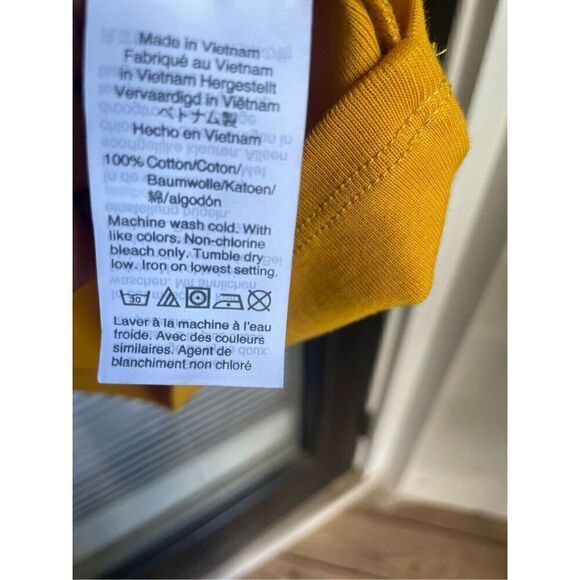 Made in Vietnam
Fabriqué au Vietnam
in Vietnam Hergestellt
Vervaardigd in Viêtnam
ベトナム製
Hecho en Vietnam
100% Cotton/Coton/
Baumwolle/Katoen/
綿/algodón
Machine wash cold. With
like colors. Non-chlorine
bleach only. Tumble dry
low. Iron on lowest setting.
30
Laver à la machine à l'eau
froide. Avec des couleurs
similaires. Agent de
blanchiment non chloré